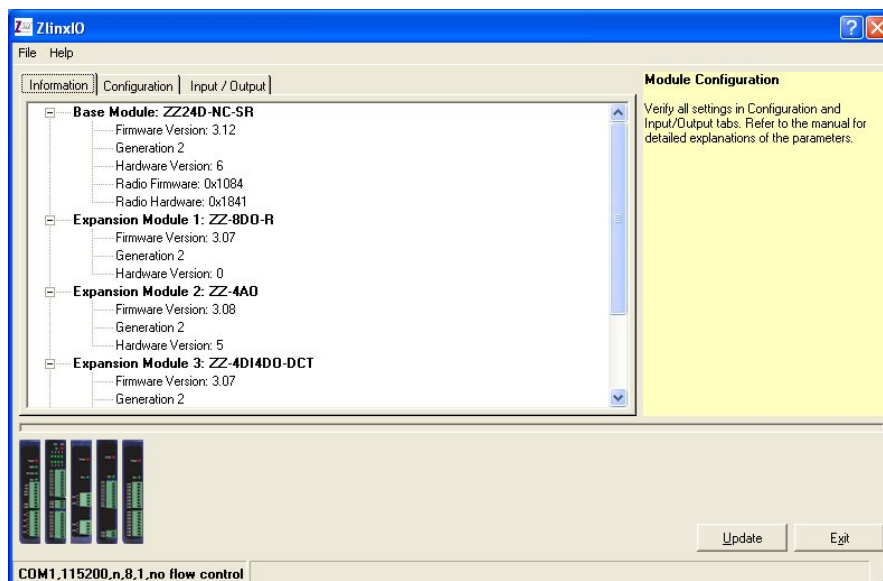 ZlinxIO
File Help
Information Configuration Input / Output
Base Module: ZZ24D-NC-SR
Firmware Version: 3.12
Generation 2
Hardware Version: 6
Radio Firmware: 0x1084
Radio Hardware: 0x1841
Expansion Module 1: ZZ-8DO-R
Firmware Version: 3.07
Generation 2
Hardware Version: 0
Expansion Module 2: ZZ-4AO
Firmware Version: 3.08
Generation 2
Hardware Version: 5
Expansion Module 3: ZZ-4DI4DO-DCT
Firmware Version: 3.07
Generation 2
Module Configuration
Verify all settings in Configuration and
Input/Output tabs. Refer to the manual for
detailed explanations of the parameters.
Update Exit
COM1,115200,n,8,1,no flow control